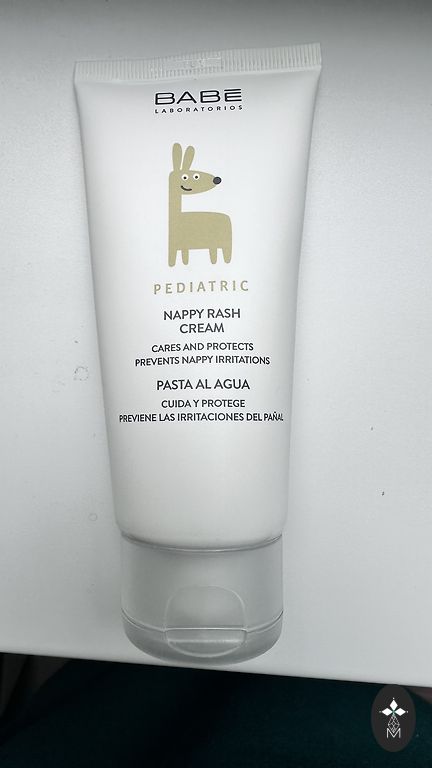 BABĒ
LABORATORIOS
PEDIATRIC
NAPPY RASH
CREAM
CARES AND PROTECTS
PREVENTS NAPPY IRRITATIONS
PASTA AL AGUA
CUIDA Y PROTEGE
PREVIENE LAS IRRITACIONES DEL PAÑAL
M